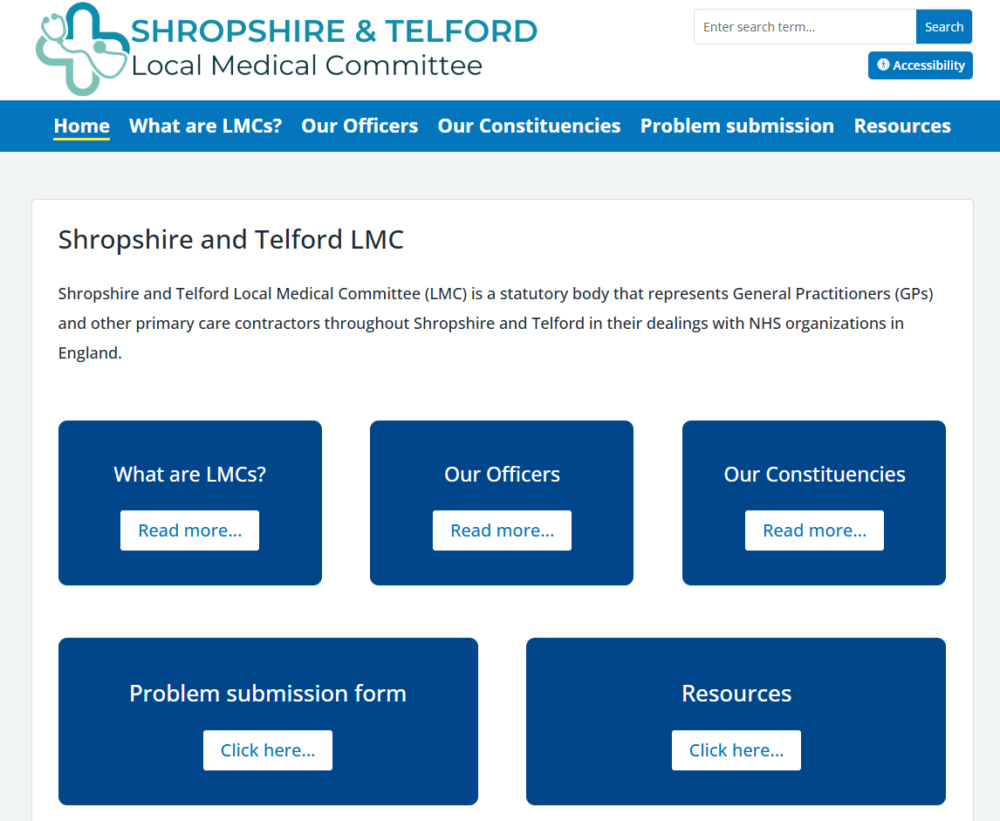 SHROPSHIRE & TELFORD
Local Medical Committee
Enter search term...
Search
Accessibility
Home What are LMCs? Our Officers Our Constituencies Problem submission Resources
Shropshire and Telford LMC
Shropshire and Telford Local Medical Committee (LMC) is a statutory body that represents General Practitioners (GPs)
and other primary care contractors throughout Shropshire and Telford in their dealings with NHS organizations in
England.
What are LMCs?
Read more...
Our Officers
Read more...
Our Constituencies
Read more...
Problem submission form
Click here...
Resources
Click here...